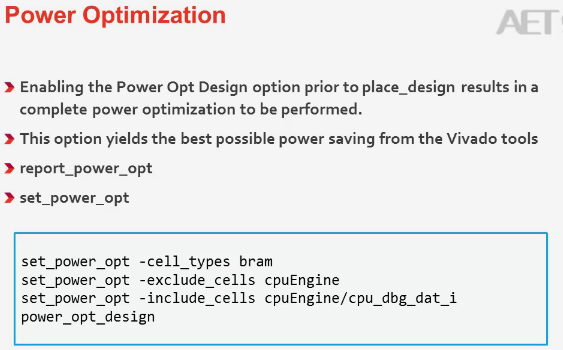 Power Optimization
AET
Enabling the Power Opt Design option prior to place_design results in a
complete power optimization to be performed.
This option yields the best possible power saving from the Vivado tools
report_power_opt
set_power_opt
set_power_opt -cell_types bram
set_power_opt -exclude_cells cpuEngine
set_power_opt -include_cells cpuEngine/cpu_dbg_dat_i
power_opt_design